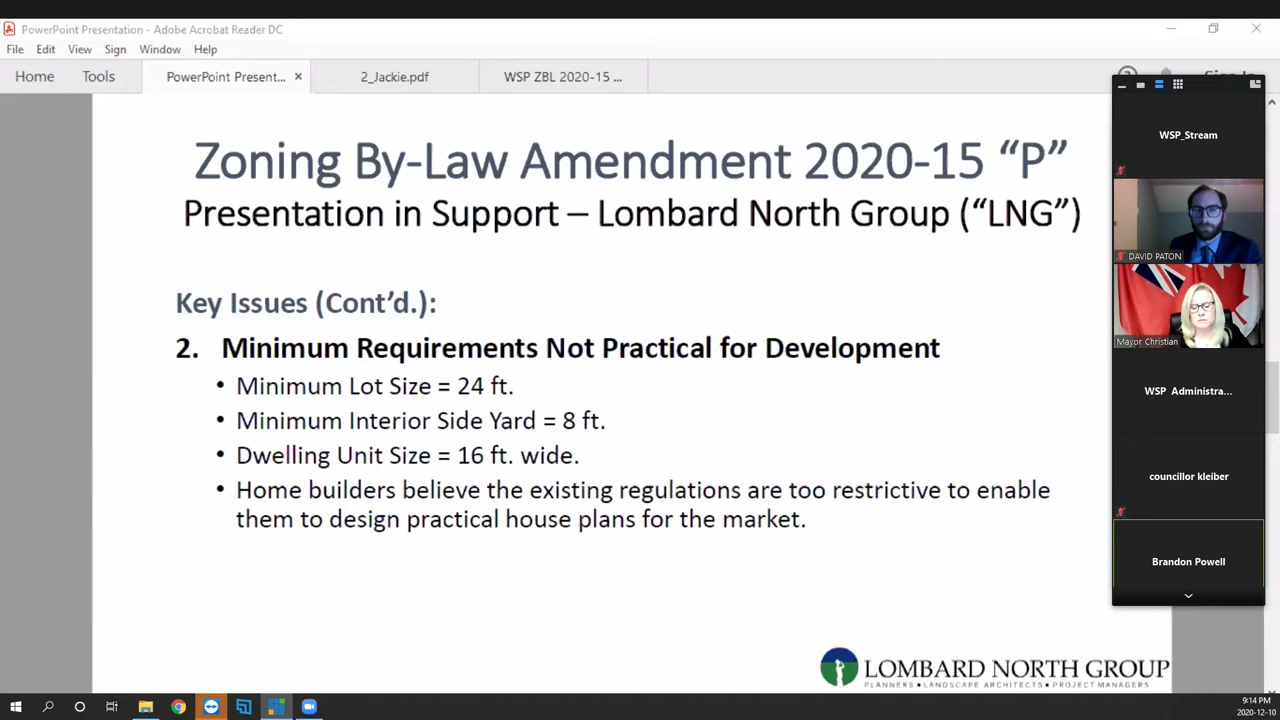 PowerPoint Presentation - Adobe Acrobat Reader DC
File Edit View Sign Window Help
Home Tools PowerPoint Present... × 2_Jackie.pdf WSP ZBL 2020-15 ...
Zoning By-Law Amendment 2020-15 “P”
Presentation in Support – Lombard North Group (“LNG”)
Key Issues (Cont’d.):
2. Minimum Requirements Not Practical for Development
• Minimum Lot Size = 24 ft.
• Minimum Interior Side Yard = 8 ft.
• Dwelling Unit Size = 16 ft. wide.
• Home builders believe the existing regulations are too restrictive to enable
them to design practical house plans for the market.
LOMBARD NORTH GROUP
PLANNERS • LANDSCAPE ARCHITECTS • PROJECT MANAGERS
WSP_Stream
DAVID PATON
Mayor Christian
WSP Administra...
councillor kleiber
Brandon Powell
9:14 PM
2020-12-10